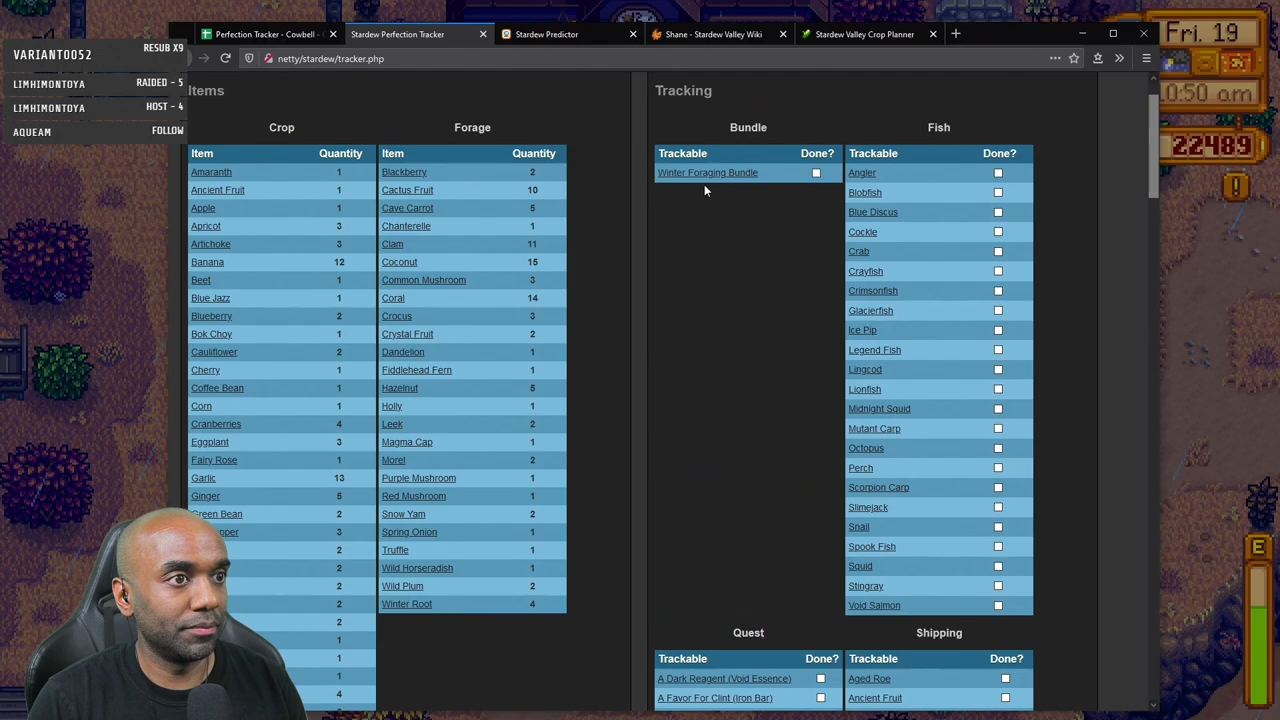 Perfection Tracker - Cowbell - C
Stardew Perfection Tracker
Stardew Predictor
Shane - Stardew Valley Wiki
Stardew Valley Crop Planner
Fri. 19
VARIANT0052
RESUB X9
LIMHIMONTOYA
RAIDED - 5
LIMHIMONTOYA
HOST - 4
AQUEAM
FOLLOW
netty/stardew/tracker.php
10:50 am
22489
Items
Tracking
Crop
Forage
Bundle
Fish
Item Quantity Item Quantity
Trackable Done? Trackable Done?
Amaranth 1
Ancient Fruit 1
Apple 1
Apricot 3
Artichoke 3
Banana 12
Beet 1
Blue Jazz 1
Blueberry 2
Bok Choy 1
Cauliflower 2
Cherry 1
Coffee Bean 1
Corn 1
Cranberries 4
Eggplant 3
Fairy Rose 1
Garlic 13
Ginger 5
Green Bean 2
3
2
2
2
2
1
1
1
4
Blackberry 2
Cactus Fruit 10
Cave Carrot 5
Chanterelle 1
Clam 11
Coconut 15
Common Mushroom 3
Coral 14
Crocus 3
Crystal Fruit 2
Dandelion 1
Fiddlehead Fern 1
Hazelnut 5
Holly 1
Leek 2
Magma Cap 1
Morel 2
Purple Mushroom 1
Red Mushroom 1
Snow Yam 2
Spring Onion 1
Truffle 1
Wild Horseradish 1
Wild Plum 2
Winter Root 4
Winter Foraging Bundle
Angler
Blobfish
Blue Discus
Cockle
Crab
Crayfish
Crimsonfish
Glacierfish
Ice Pip
Legend Fish
Lingcod
Lionfish
Midnight Squid
Mutant Carp
Octopus
Perch
Scorpion Carp
Slimejack
Snail
Spook Fish
Squid
Stingray
Void Salmon
Quest
Shipping
Trackable Done? Trackable Done?
A Dark Reagent (Void Essence)
A Favor For Clint (Iron Bar)
Aged Roe
Ancient Fruit
E